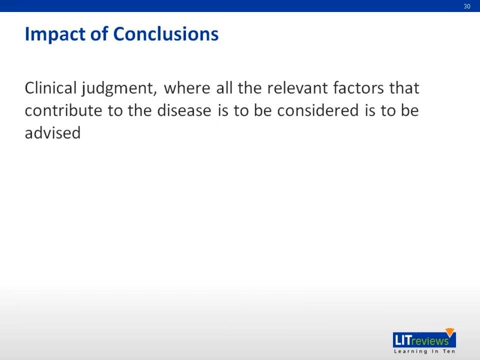 30
Impact of Conclusions
Clinical judgment, where all the relevant factors that
contribute to the disease is to be considered is to be
advised
LITreviews
Learning In Ten